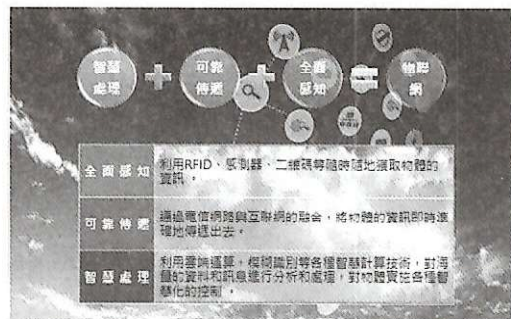 智慧
處理
可靠
傳遞
全面
感知
物聯
網
全面感知
利用RFID、感測器、二維碼等隨時隨地獲取物體的
資訊。
可靠傳遞
通過電信網路與互聯網的融合，將物體的資訊即時準
確地傳遞出去。
智慧處理
利用雲端運算，模糊識別等各種智慧計算技術，對海
量的資料和訊息進行分析和處理，對物體實施各種智
慧化的控制。